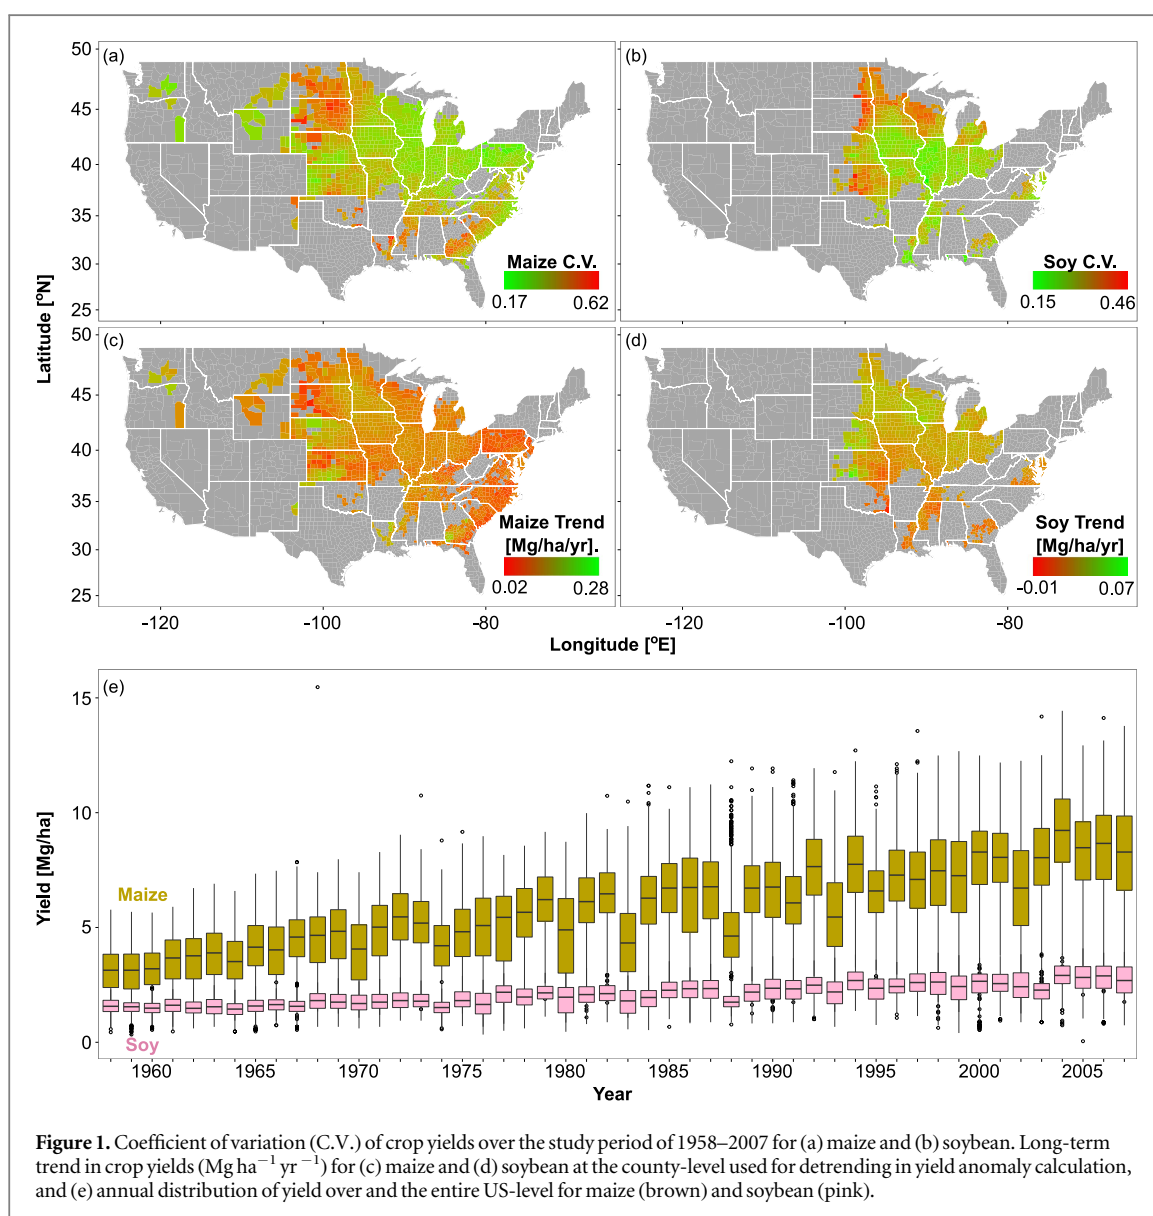 (a)
(b)
50
45
40
35
30
25
Maize C.V.
0.17
0.62
Soy C.V.
0.15
0.46
Latitude [°N]
(c)
(d)
50
45
40
35
30
25
Maize Trend
[Mg/ha/yr].
0.02
0.28
Soy Trend
[Mg/ha/yr]
-0.01
0.07
−120
−100
−80
−120
−100
−80
Longitude [°E]
(e)
15
10
5
0
Yield [Mg/ha]
Maize
Soy
1960
1965
1970
1975
1980
1985
1990
1995
2000
2005
Year
Figure 1. Coefficient of variation (C.V.) of crop yields over the study period of 1958–2007 for (a) maize and (b) soybean. Long-term
trend in crop yields (Mg ha⁻¹ yr⁻¹) for (c) maize and (d) soybean at the county-level used for detrending in yield anomaly calculation,
and (e) annual distribution of yield over and the entire US-level for maize (brown) and soybean (pink).